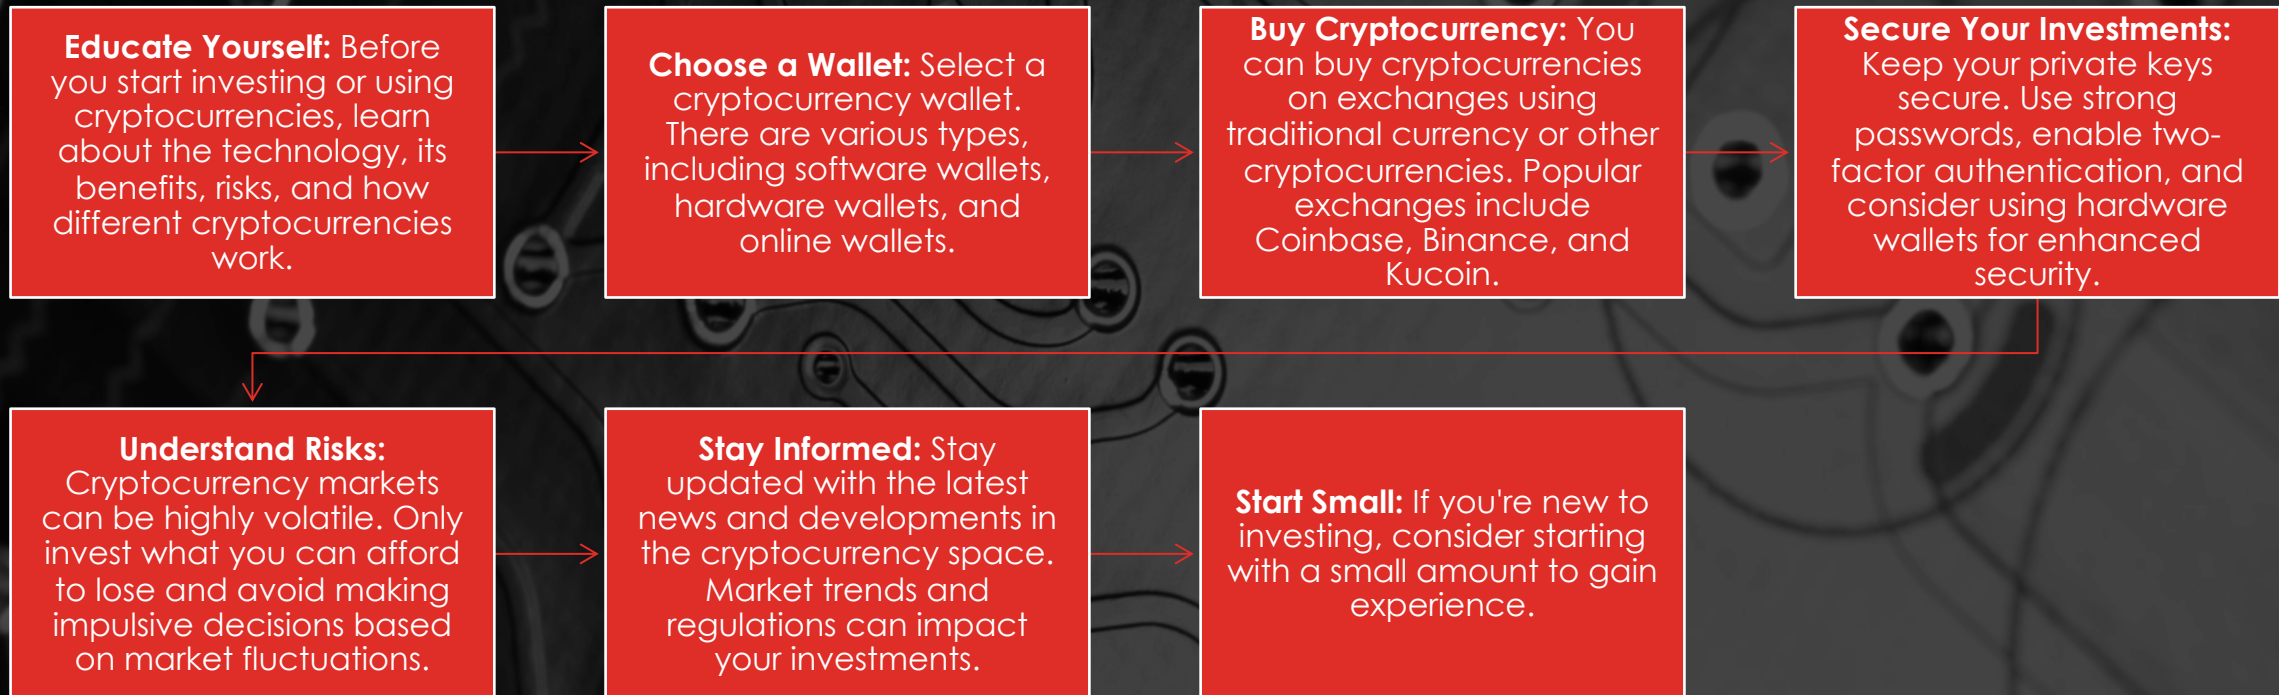 Educate Yourself: Before
you start investing or using
cryptocurrencies, learn
about the technology, its
benefits, risks, and how
different cryptocurrencies
work.
Choose a Wallet: Select a
cryptocurrency wallet.
There are various types,
including software wallets,
hardware wallets, and
online wallets.
Buy Cryptocurrency: You
can buy cryptocurrencies
on exchanges using
traditional currency or other
cryptocurrencies. Popular
exchanges include
Coinbase, Binance, and
Kucoin.
Secure Your Investments:
Keep your private keys
secure. Use strong
passwords, enable two-
factor authentication, and
consider using hardware
wallets for enhanced
security.
Understand Risks:
Cryptocurrency markets
can be highly volatile. Only
invest what you can afford
to lose and avoid making
impulsive decisions based
on market fluctuations.
Stay Informed: Stay
updated with the latest
news and developments in
the cryptocurrency space.
Market trends and
regulations can impact
your investments.
Start Small: If you're new to
investing, consider starting
with a small amount to gain
experience.